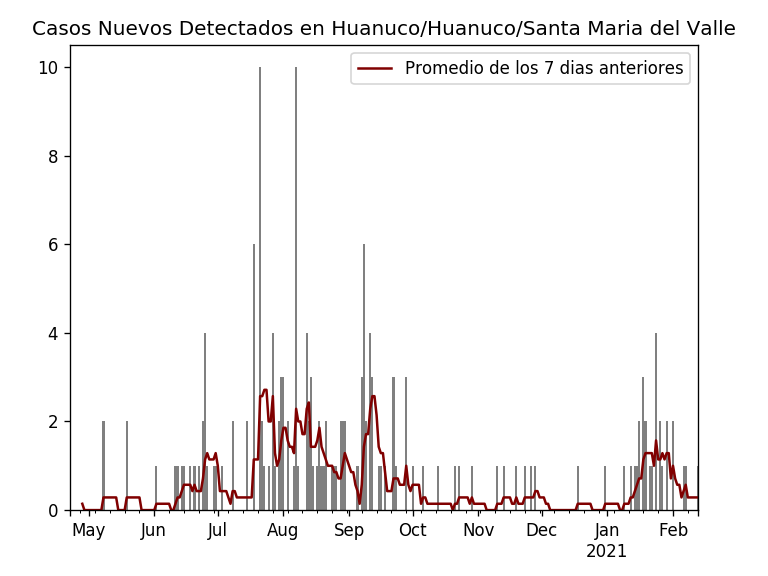 Casos Nuevos Detectados en Huanuco/Huanuco/Santa Maria del Valle
Promedio de los 7 dias anteriores
10
8
6
4
2
0
May Jun Jul Aug Sep Oct Nov Dec Jan Feb
2021